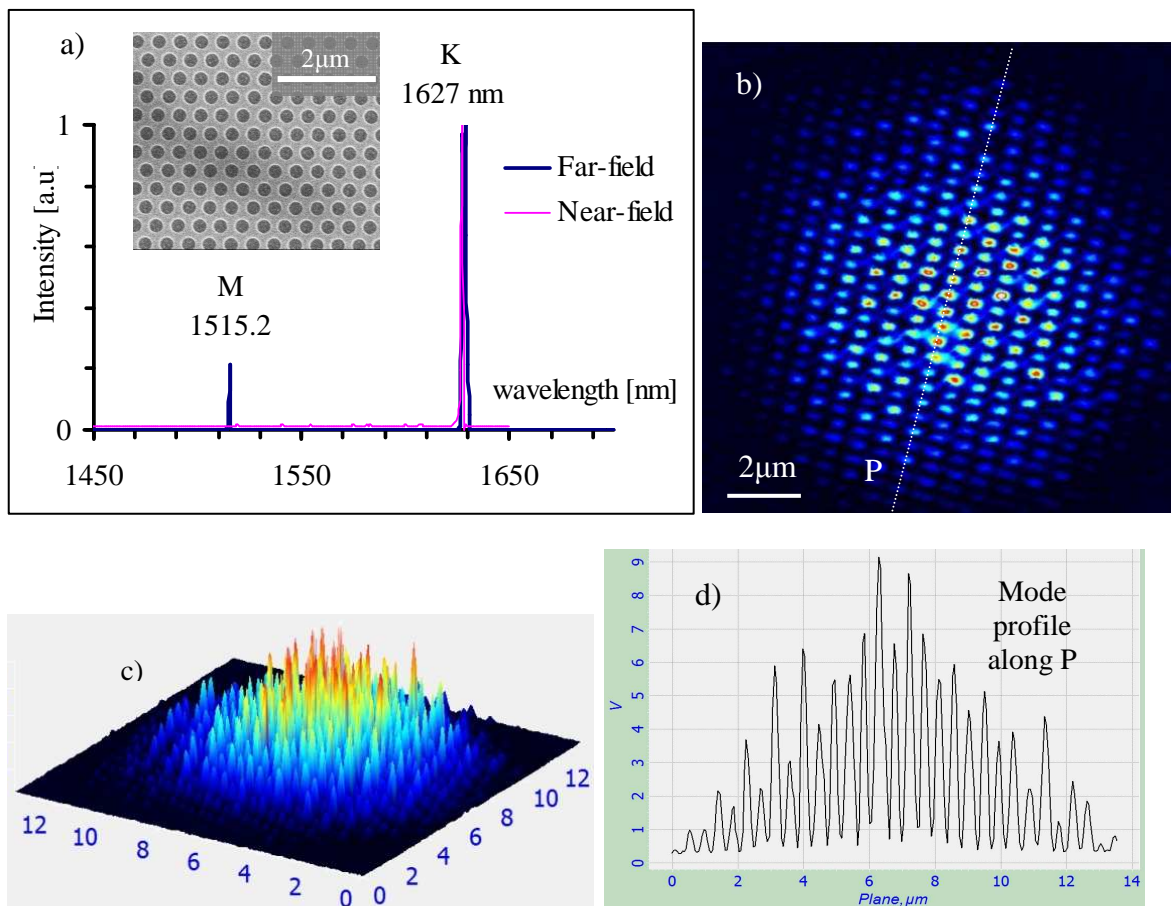 a)
2μm
K
1627 nm
1
Intensity [a.u
Far-field
Near-field
M
1515.2
wavelength [nm]
0
1450
1550
1650
b)
P
2μm
c)
12
10
8
6
4
2
0
0
2
4
6
8
10
12
d)
Mode
profile
along P
9
8
7
6
5
4
3
2
1
0
V
0
2
4
6
8
10
12
14
Plane, μm